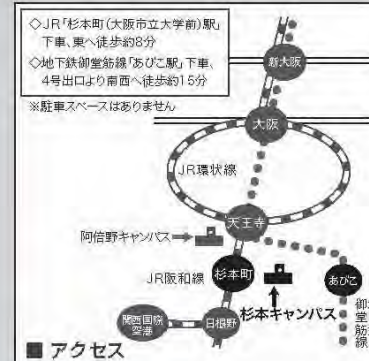 ◇JR「杉本町(大阪市立大学前)駅」
下車、東へ徒歩約8分
◇地下鉄御堂筋線「あびこ駅」下車、
4号出口より南西へ徒歩約15分
※駐車スペースはありません
新大阪
大阪
JR環状線
天王寺
阿倍野キャンパス→
JR阪和線
杉本町
あびこ
杉本キャンパス
御堂筋線
関西国際
空港
日根野
■ アクセス